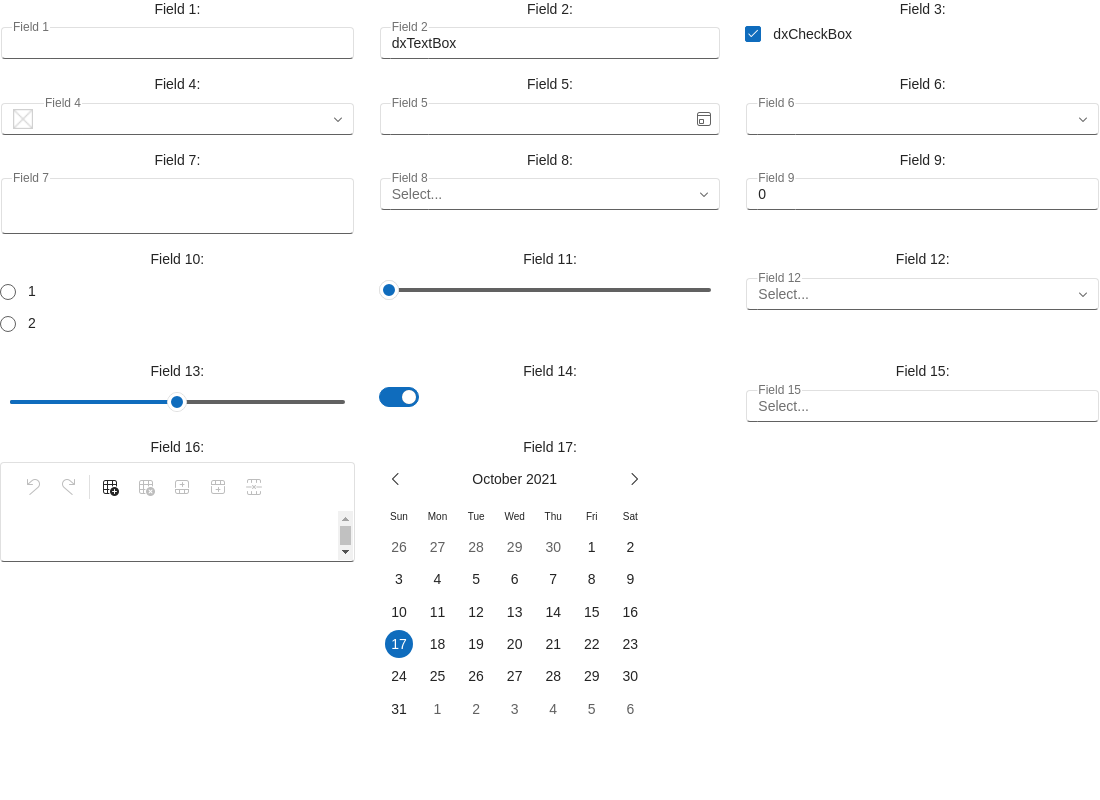 Field 1: Field 2: Field 3:
Field 1 Field 2
dxTextBox dxCheckBox
Field 4: Field 5: Field 6:
Field 4 Field 5 Field 6
Field 7: Field 8: Field 9:
Field 7 Field 8 Field 9
Select... 0
Field 10: Field 11: Field 12:
Field 12
1 Select...
2
Field 13: Field 14: Field 15:
Field 15
Select...
Field 16: Field 17:
October 2021
Sun Mon Tue Wed Thu Fri Sat
26 27 28 29 30 1 2
3 4 5 6 7 8 9
10 11 12 13 14 15 16
17 18 19 20 21 22 23
24 25 26 27 28 29 30
31 1 2 3 4 5 6